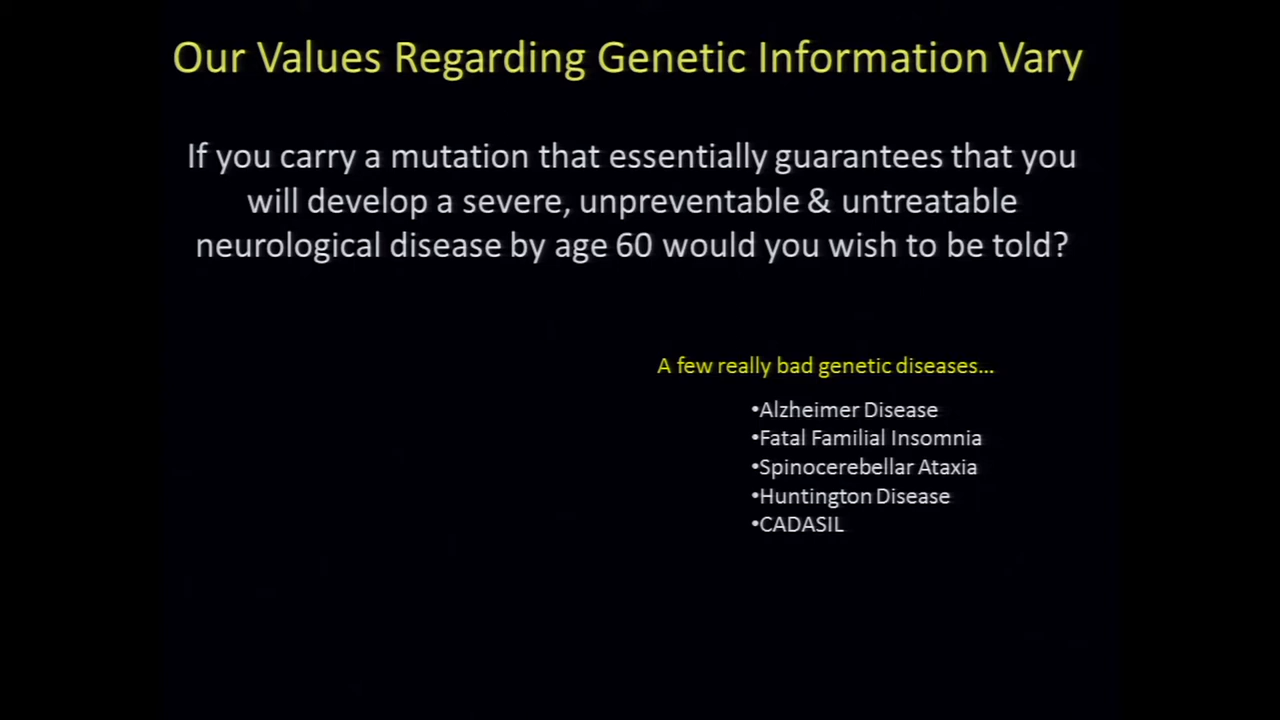 Our Values Regarding Genetic Information Vary
If you carry a mutation that essentially guarantees that you
will develop a severe, unpreventable & untreatable
neurological disease by age 60 would you wish to be told?
A few really bad genetic diseases...
•Alzheimer Disease
•Fatal Familial Insomnia
•Spinocerebellar Ataxia
•Huntington Disease
•CADASIL